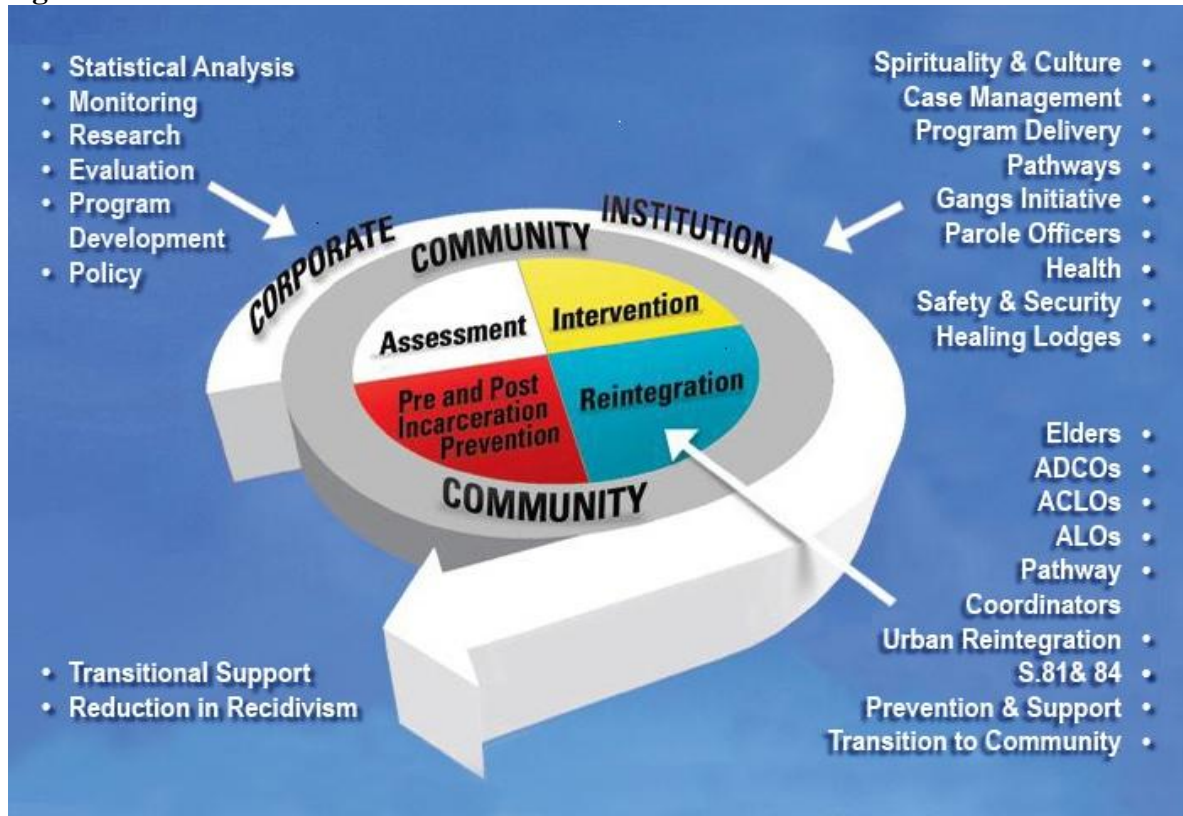 • Statistical Analysis
• Monitoring
• Research
• Evaluation
• Program
Development
• Policy
Spirituality & Culture •
Case Management •
Program Delivery •
Pathways •
Gangs Initiative •
Parole Officers •
Health •
Safety & Security •
Healing Lodges •
CORPORATE
COMMUNITY
INSTITUTION
Assessment
Intervention
Pre and Post
Incarceration
Prevention
Reintegration
COMMUNITY
Elders •
ADCOs •
ACLOs •
ALOs •
Pathway •
Coordinators
Urban Reintegration •
S.81& 84 •
Prevention & Support •
Transition to Community •
• Transitional Support
• Reduction in Recidivism